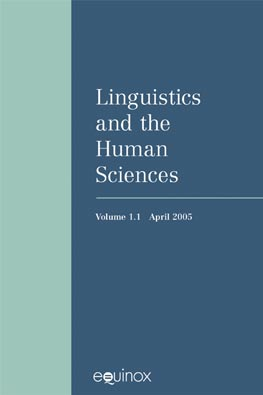 Linguistics
and the
Human
Sciences
Volume 1.1 April 2005
equinox